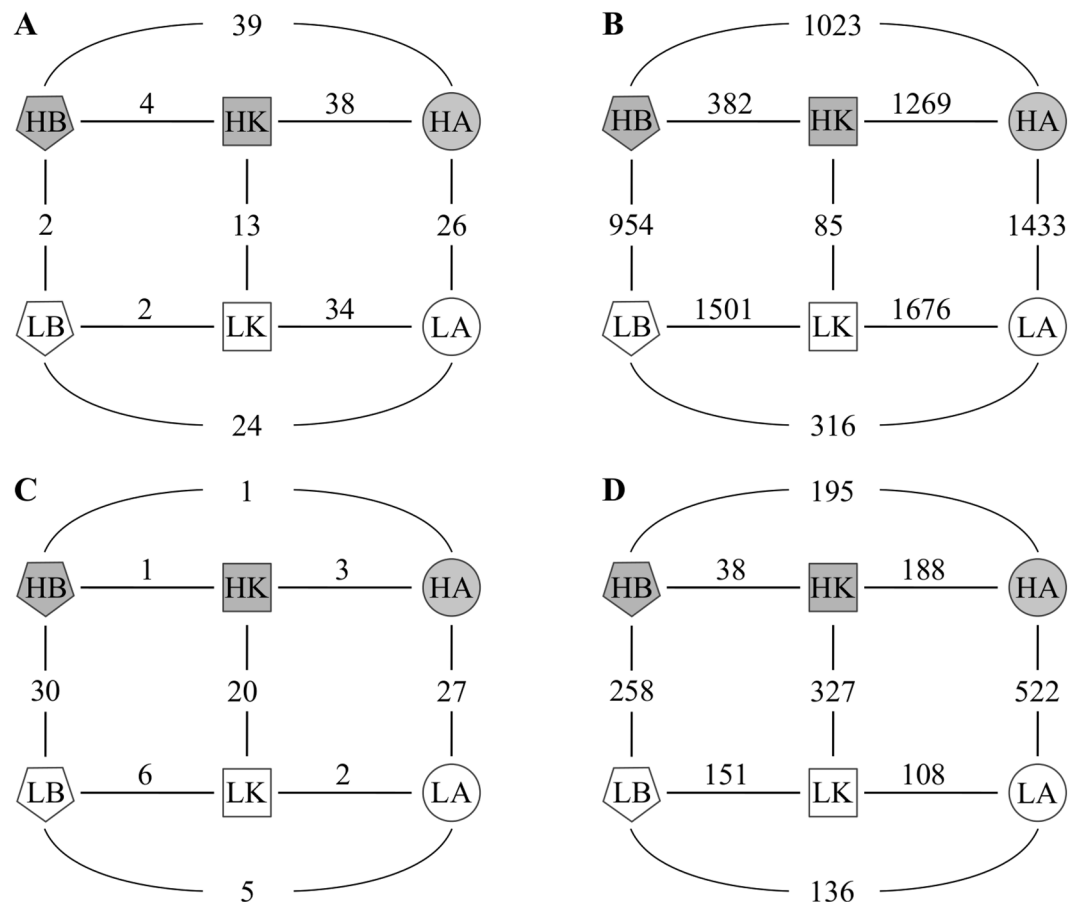 A 39 B 1023
4 38 382 1269
HB HK HA HB HK HA
2 13 26 954 85 1433
2 34 1501 1676
LB LK LA LB LK LA
24 316
C 1 D 195
1 3 38 188
HB HK HA HB HK HA
30 20 27 258 327 522
6 2 151 108
LB LK LA LB LK LA
5 136